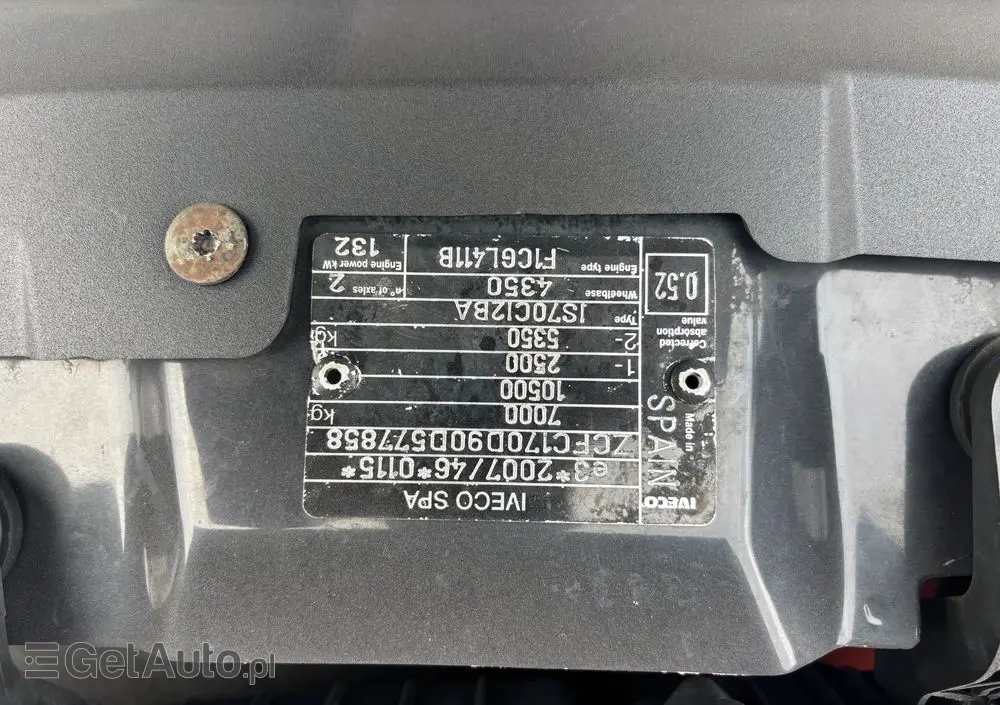 IVECO SPA
e3*2007/46*0115*
ZCFC170D90D577858
7000 kg
10500
1- 2500
2- 5350 kg
Type IS70CI2BA
Wheelbase 4350 n° of axles 2
Engine type F1C6L411B Engine power kW 132
IVECO
Made in
SPAIN
Corrected
absorption
value
0.52
GetAuto.pl